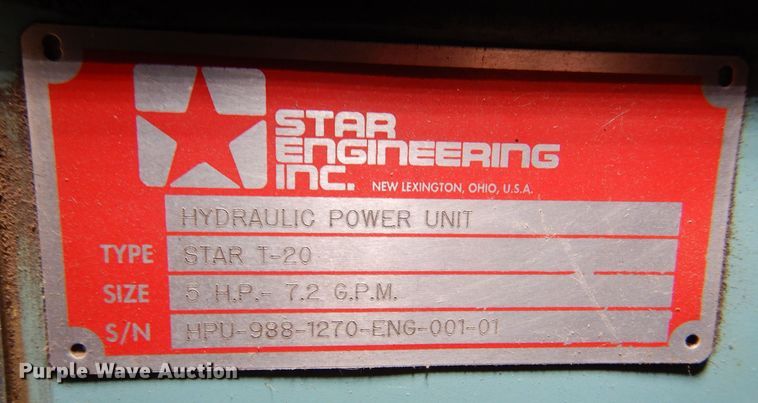 STAR
ENGINEERING
INC. NEW LEXINGTON, OHIO, U.S.A.
HYDRAULIC POWER UNIT
TYPE STAR T-20
SIZE 5 H.P.- 7.2 G.P.M.
S/N HPU-988-1270-ENG-001-01
Purple Wave Auction